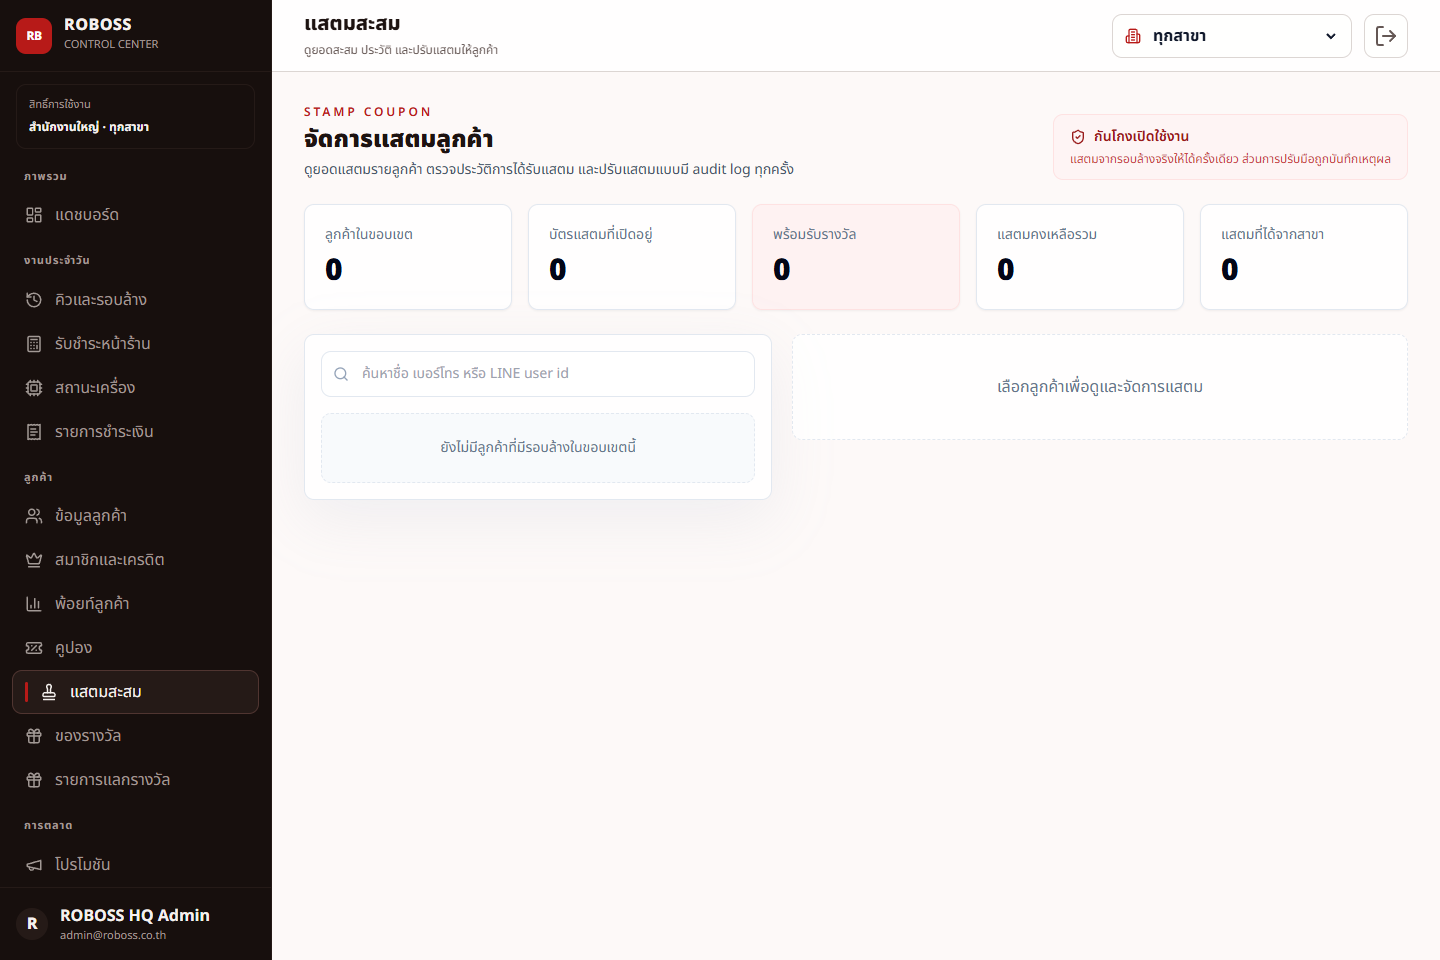 RB
ROBOSS
CONTROL CENTER
สิทธิ์การใช้งาน
สำนักงานใหญ่ · ทุกสาขา
ภาพรวม
แดชบอร์ด
งานประจำวัน
คิวและรอบล้าง
รับชำระหน้าร้าน
สถานะเครื่อง
รายการชำระเงิน
ลูกค้า
ข้อมูลลูกค้า
สมาชิกและเครดิต
พ้อยท์ลูกค้า
คูปอง
แสตมสะสม
ของรางวัล
รายการแลกรางวัล
การตลาด
โปรโมชัน
R
ROBOSS HQ Admin
admin@roboss.co.th
แสตมสะสม
ดูยอดสะสม ประวัติ และปรับแสตมให้ลูกค้า
ทุกสาขา
STAMP COUPON
จัดการแสตมลูกค้า
ดูยอดแสตมรายลูกค้า ตรวจประวัติการได้รับแสตม และปรับแสตมแบบมี audit log ทุกครั้ง
กันโกงเปิดใช้งาน
แสตมจากรอบล้างจริงให้ได้ครั้งเดียว ส่วนการปรับมือถูกบันทึกเหตุผล
ลูกค้าในขอบเขต
0
บัตรแสตมที่เปิดอยู่
0
พร้อมรับรางวัล
0
แสตมคงเหลือรวม
0
แสตมที่ได้จากสาขา
0
ค้นหาชื่อ เบอร์โทร หรือ LINE user id
ยังไม่มีลูกค้าที่มีรอบล้างในขอบเขตนี้
เลือกลูกค้าเพื่อดูและจัดการแสตม